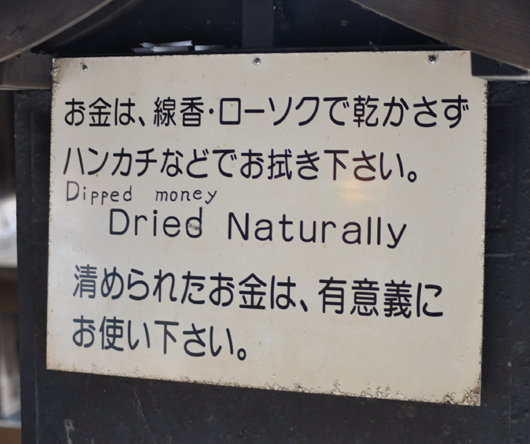 お金は、線香・ローソクで乾かさず
ハンカチなどでお拭き下さい。
Dipped money
Dried Naturally
清められたお金は、有意義に
お使い下さい。